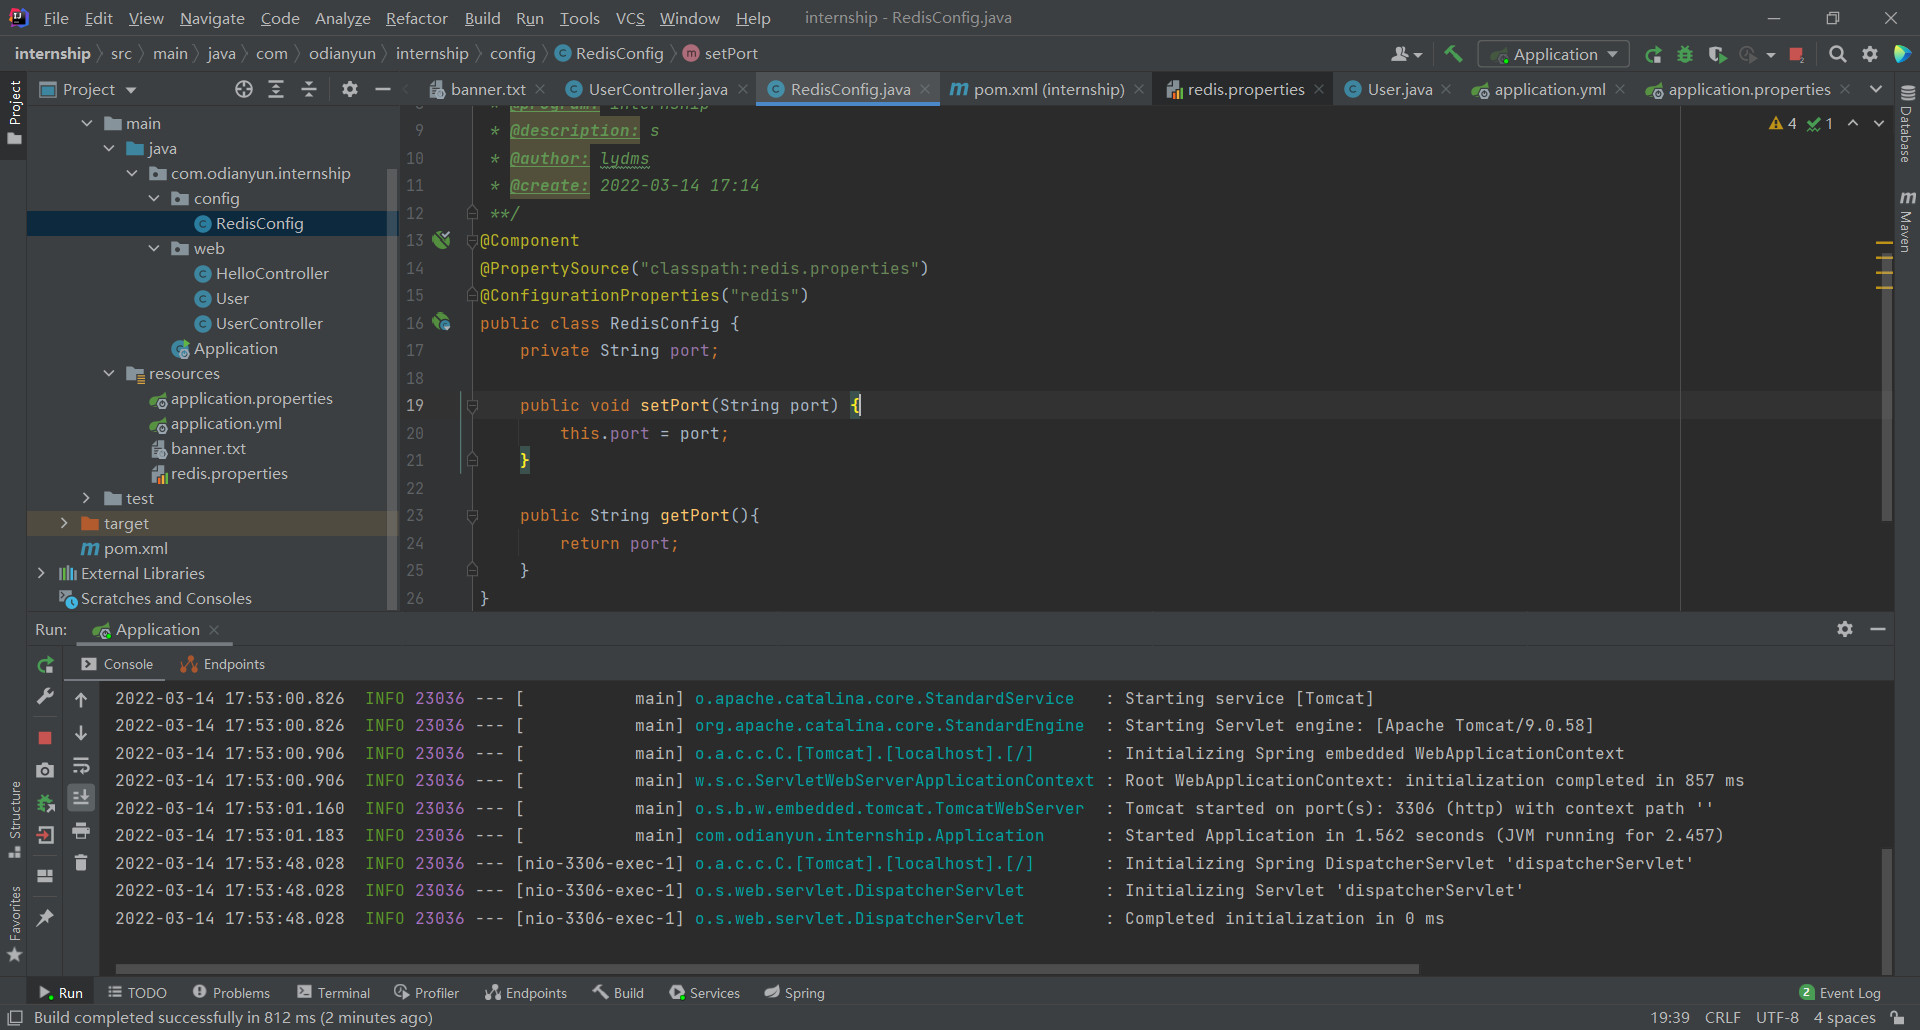 File Edit View Navigate Code Analyze Refactor Build Run Tools VCS Window Help internship - RedisConfig.java
internship src main java com odianyun internship config RedisConfig setPort Application
Project banner.txt UserController.java RedisConfig.java pom.xml (internship) redis.properties User.java application.yml application.properties
Project
main
java
com.odianyun.internship
config
RedisConfig
web
HelloController
User
UserController
Application
resources
application.properties
application.yml
banner.txt
redis.properties
test
target
pom.xml
External Libraries
Scratches and Consoles
4 1
9 * @description: s
10 * @author: lydms
11 * @create: 2022-03-14 17:14
12 **/
13 @Component
14 @PropertySource("classpath:redis.properties")
15 @ConfigurationProperties("redis")
16 public class RedisConfig {
17 private String port;
18
19 public void setPort(String port) {
20 this.port = port;
21 }
22
23 public String getPort(){
24 return port;
25 }
26 }
Database
Maven
Run: Application
Console Endpoints
2022-03-14 17:53:00.826 INFO 23036 --- [ main] o.apache.catalina.core.StandardService : Starting service [Tomcat]
2022-03-14 17:53:00.826 INFO 23036 --- [ main] org.apache.catalina.core.StandardEngine : Starting Servlet engine: [Apache Tomcat/9.0.58]
2022-03-14 17:53:00.906 INFO 23036 --- [ main] o.a.c.c.C.[Tomcat].[localhost].[/] : Initializing Spring embedded WebApplicationContext
2022-03-14 17:53:00.906 INFO 23036 --- [ main] w.s.c.ServletWebServerApplicationContext : Root WebApplicationContext: initialization completed in 857 ms
2022-03-14 17:53:01.160 INFO 23036 --- [ main] o.s.b.w.embedded.tomcat.TomcatWebServer : Tomcat started on port(s): 3306 (http) with context path ''
2022-03-14 17:53:01.183 INFO 23036 --- [ main] com.odianyun.internship.Application : Started Application in 1.562 seconds (JVM running for 2.457)
2022-03-14 17:53:48.028 INFO 23036 --- [nio-3306-exec-1] o.a.c.c.C.[Tomcat].[localhost].[/] : Initializing Spring DispatcherServlet 'dispatcherServlet'
2022-03-14 17:53:48.028 INFO 23036 --- [nio-3306-exec-1] o.s.web.servlet.DispatcherServlet : Initializing Servlet 'dispatcherServlet'
2022-03-14 17:53:48.028 INFO 23036 --- [nio-3306-exec-1] o.s.web.servlet.DispatcherServlet : Completed initialization in 0 ms
Structure
Favorites
Run TODO Problems Terminal Profiler Endpoints Build Services Spring 2 Event Log
Build completed successfully in 812 ms (2 minutes ago) 19:39 CRLF UTF-8 4 spaces